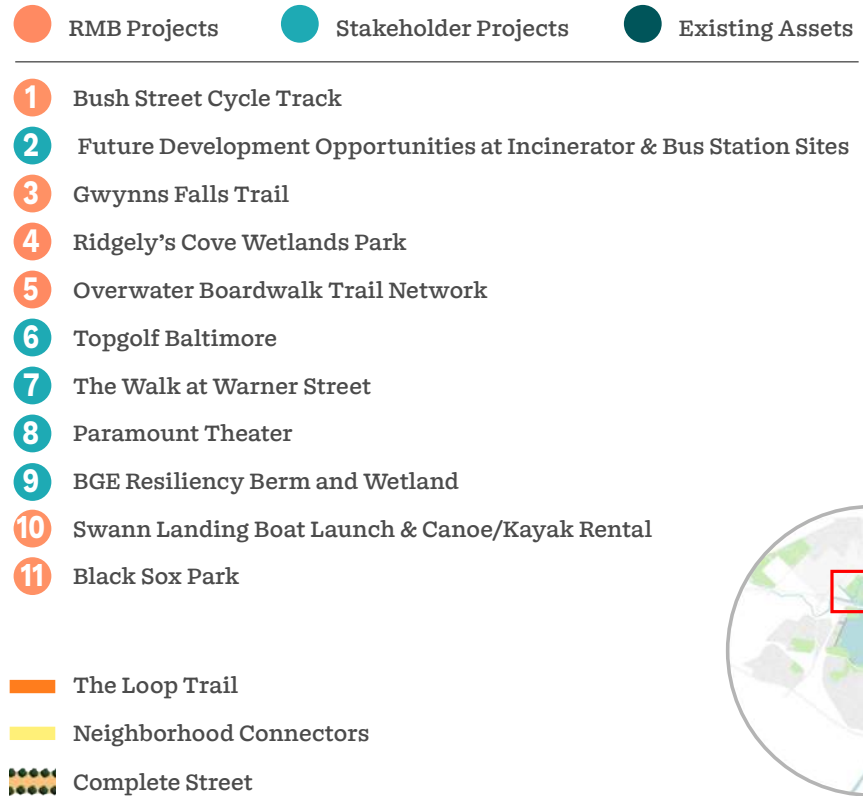 RMB Projects Stakeholder Projects Existing Assets
1 Bush Street Cycle Track
2 Future Development Opportunities at Incinerator & Bus Station Sites
3 Gwynns Falls Trail
4 Ridgely’s Cove Wetlands Park
5 Overwater Boardwalk Trail Network
6 Topgolf Baltimore
7 The Walk at Warner Street
8 Paramount Theater
9 BGE Resiliency Berm and Wetland
10 Swann Landing Boat Launch & Canoe/Kayak Rental
11 Black Sox Park
The Loop Trail
Neighborhood Connectors
Complete Street